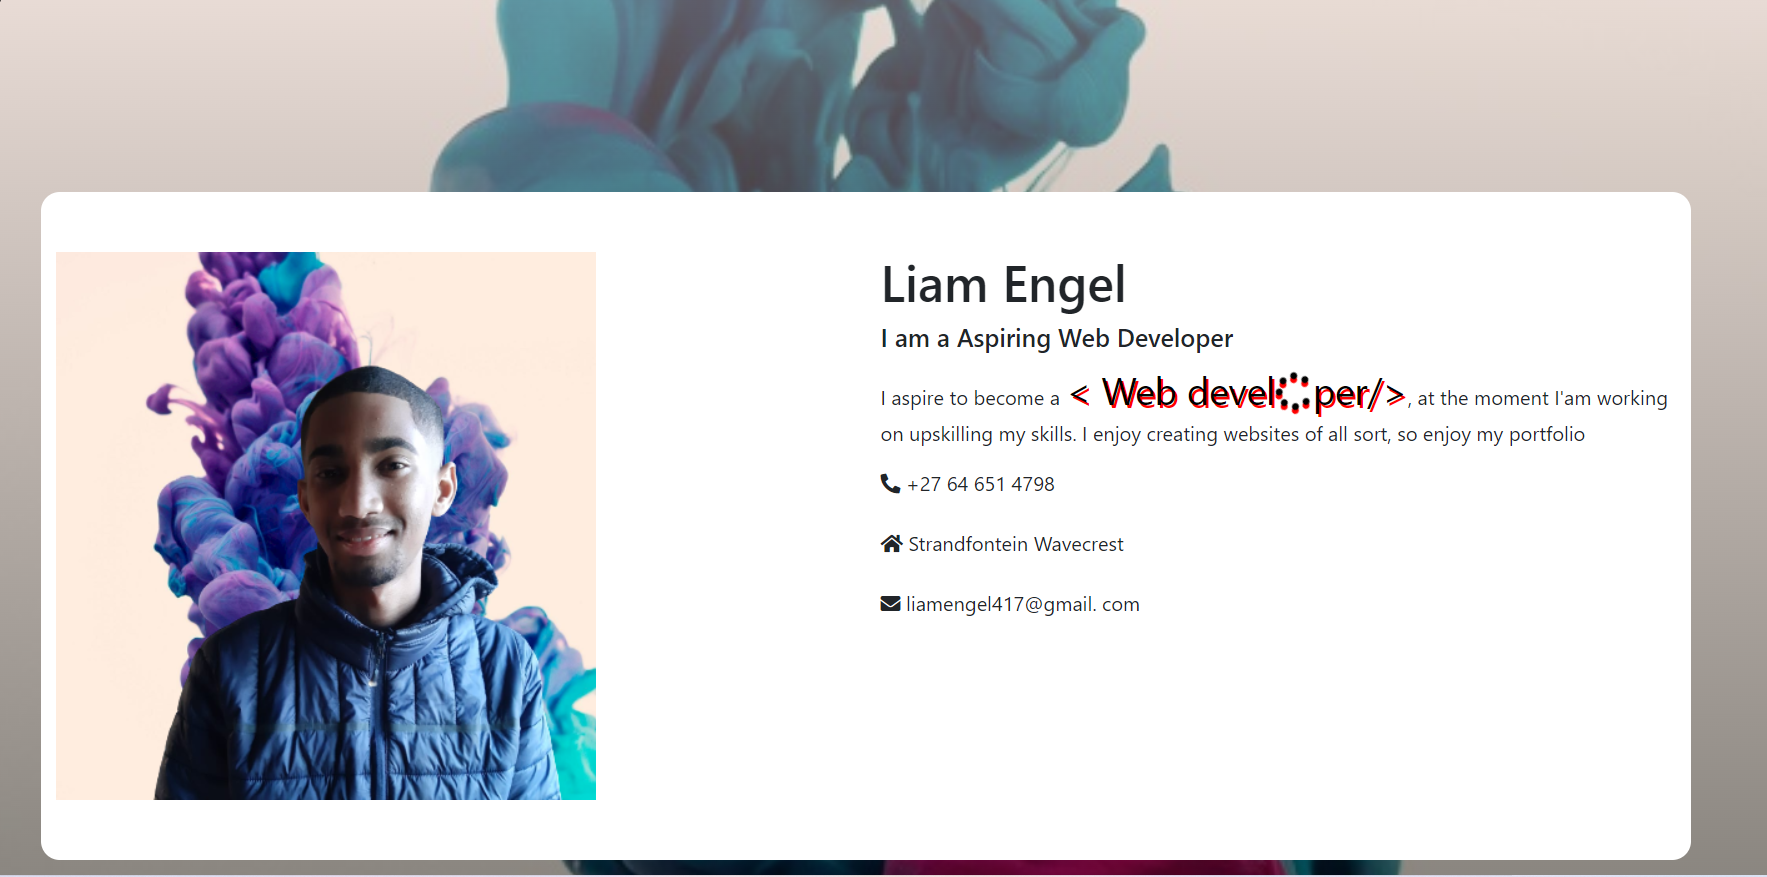 Liam Engel
I am a Aspiring Web Developer
I aspire to become a < Web devel per/>, at the moment I'am working
on upskilling my skills. I enjoy creating websites of all sort, so enjoy my portfolio
+27 64 651 4798
Strandfontein Wavecrest
liamengel417@gmail. com